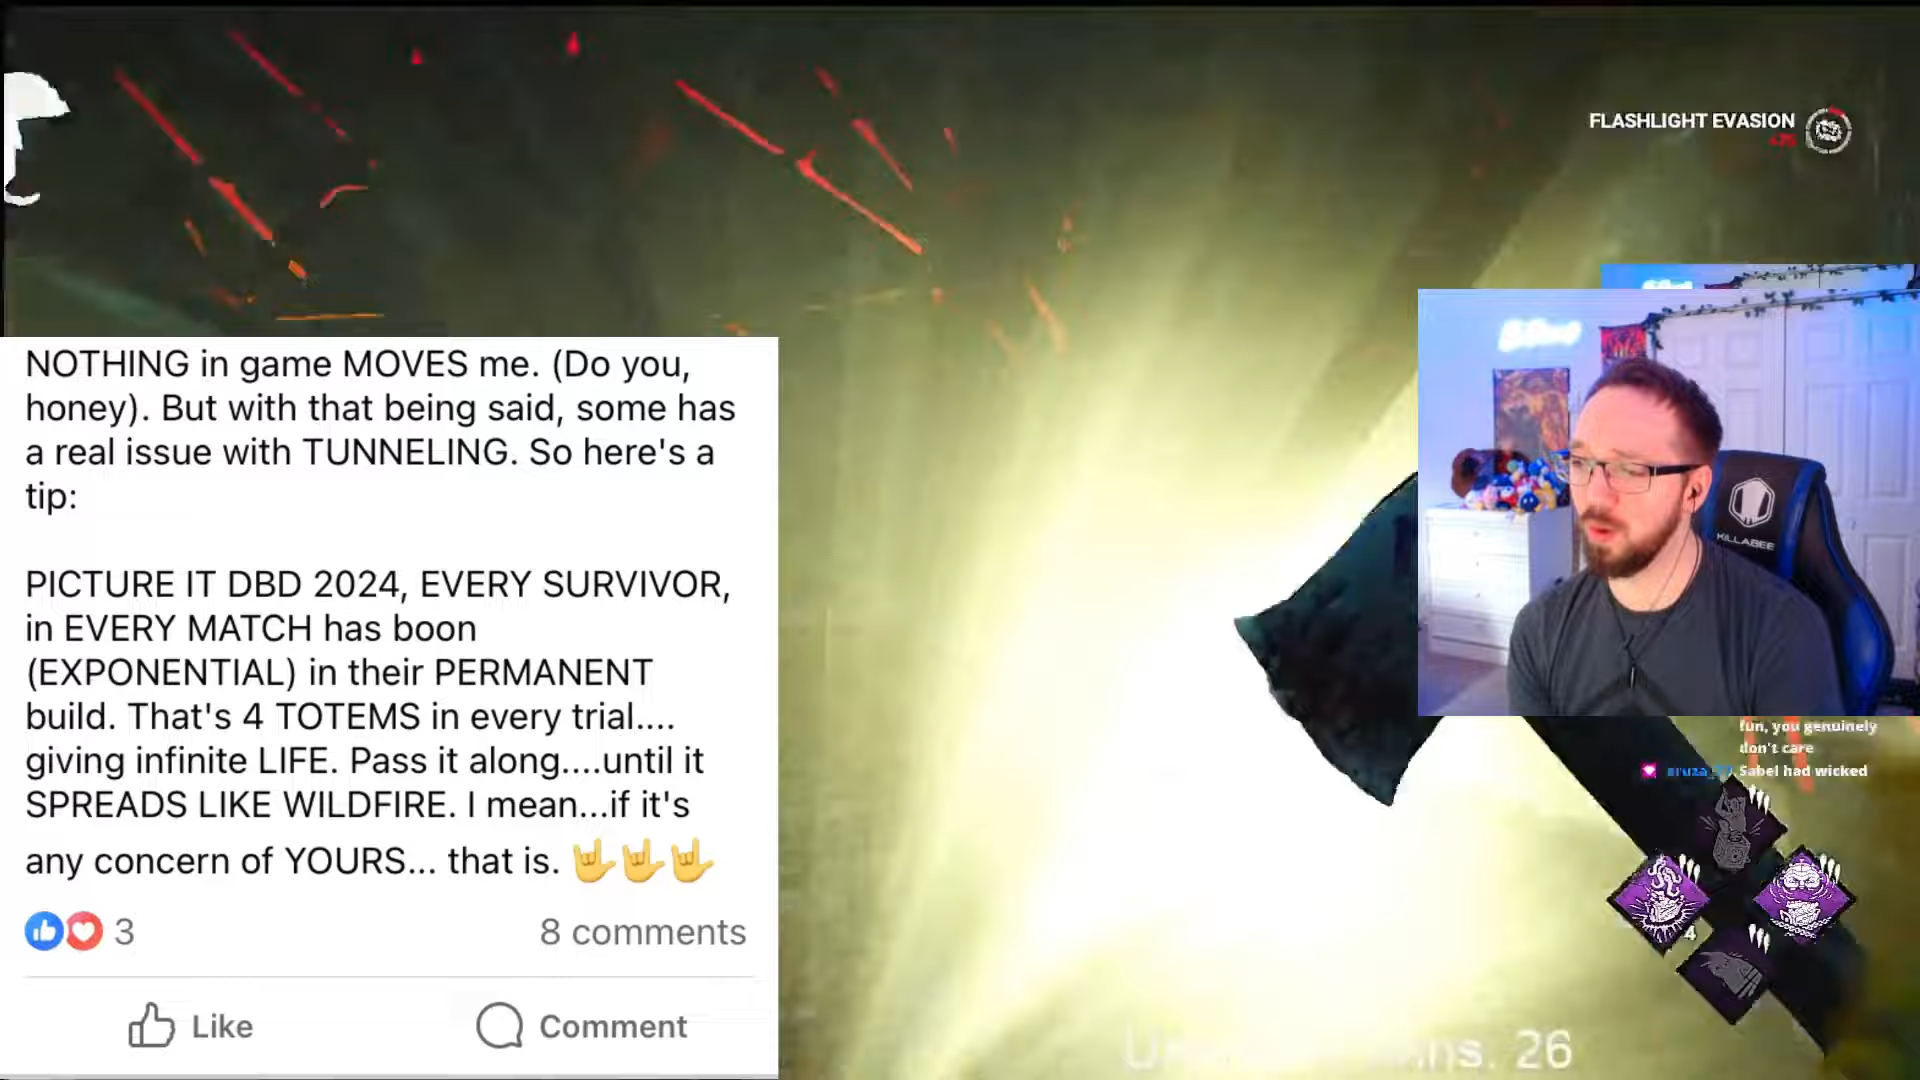 FLASHLIGHT EVASION
NOTHING in game MOVES me. (Do you,
honey). But with that being said, some has
a real issue with TUNNELING. So here's a
tip:
PICTURE IT DBD 2024, EVERY SURVIVOR,
in EVERY MATCH has boon
(EXPONENTIAL) in their PERMANENT
build. That's 4 TOTEMS in every trial....
giving infinite LIFE. Pass it along....until it
SPREADS LIKE WILDFIRE. I mean...if it's
any concern of YOURS... that is. 🤟🤟🤟
3
8 comments
Like
Comment
KILLABEE
fun, you genuinely
don't care
Sabel had wicked
4
26